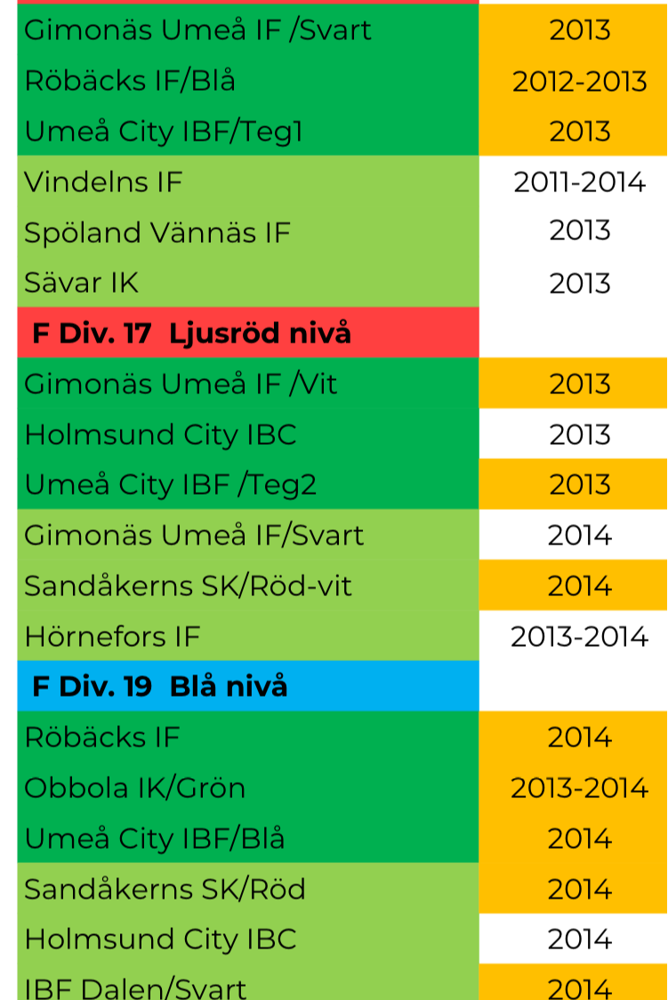 Gimonäs Umeå IF /Svart 2013
Röbäcks IF/Blå 2012-2013
Umeå City IBF/Teg1 2013
Vindelns IF 2011-2014
Spöland Vännäs IF 2013
Sävar IK 2013
F Div. 17 Ljusröd nivå
Gimonäs Umeå IF /Vit 2013
Holmsund City IBC 2013
Umeå City IBF /Teg2 2013
Gimonäs Umeå IF/Svart 2014
Sandåkerns SK/Röd-vit 2014
Hörnefors IF 2013-2014
F Div. 19 Blå nivå
Röbäcks IF 2014
Obbola IK/Grön 2013-2014
Umeå City IBF/Blå 2014
Sandåkerns SK/Röd 2014
Holmsund City IBC 2014
IBF Dalen/Svart 2014